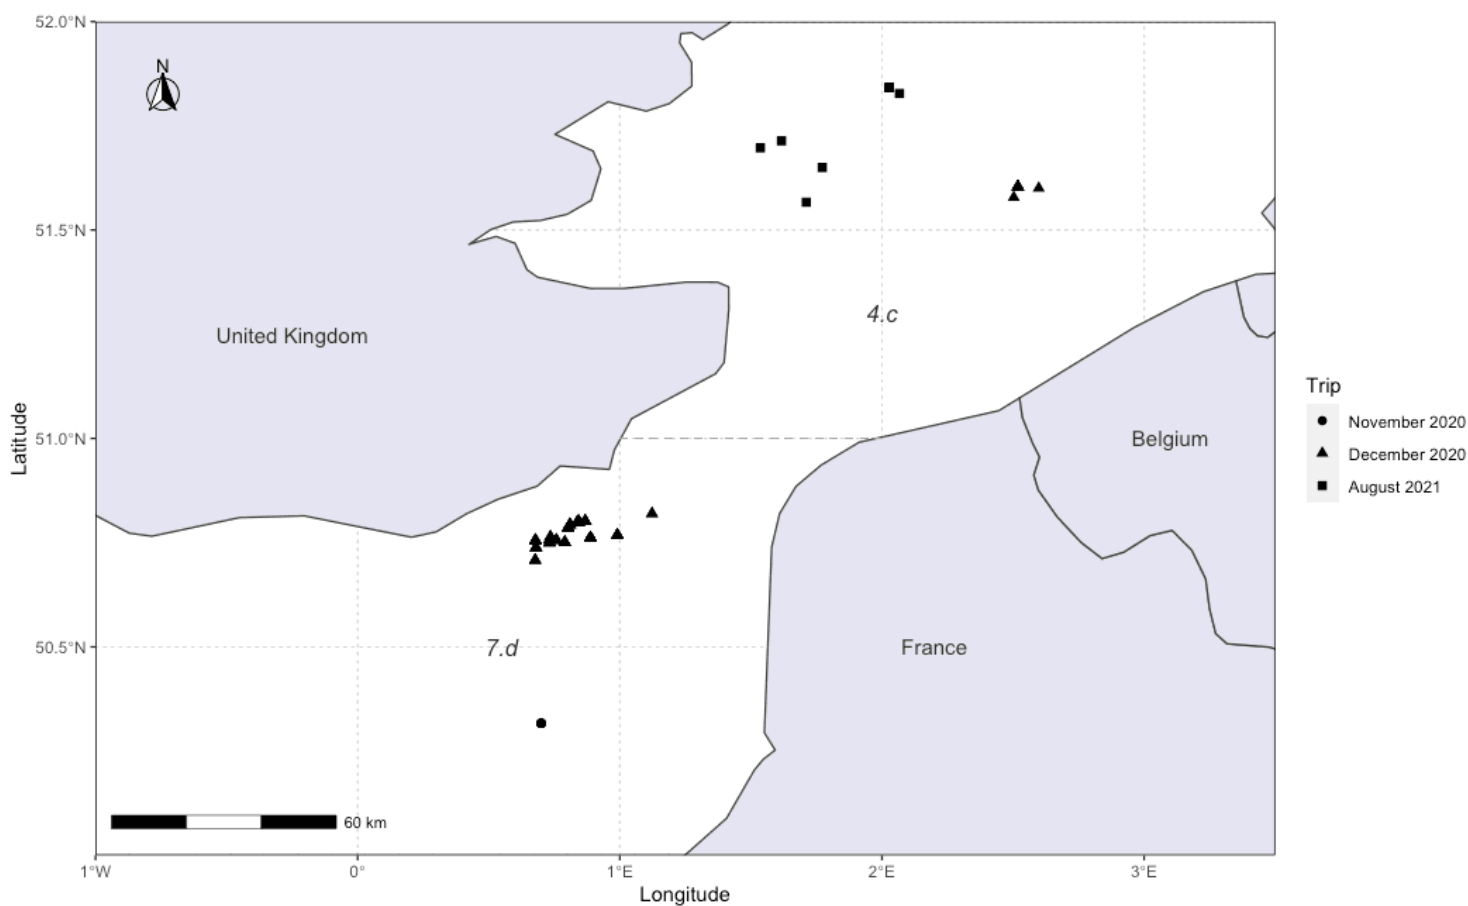 52.0°N
N
51.5°N
4.c
United Kingdom
Latitude
51.0°N
Belgium
50.5°N
7.d
France
60 km
1°W
0°
1°E
2°E
3°E
Longitude
Trip
November 2020
December 2020
August 2021